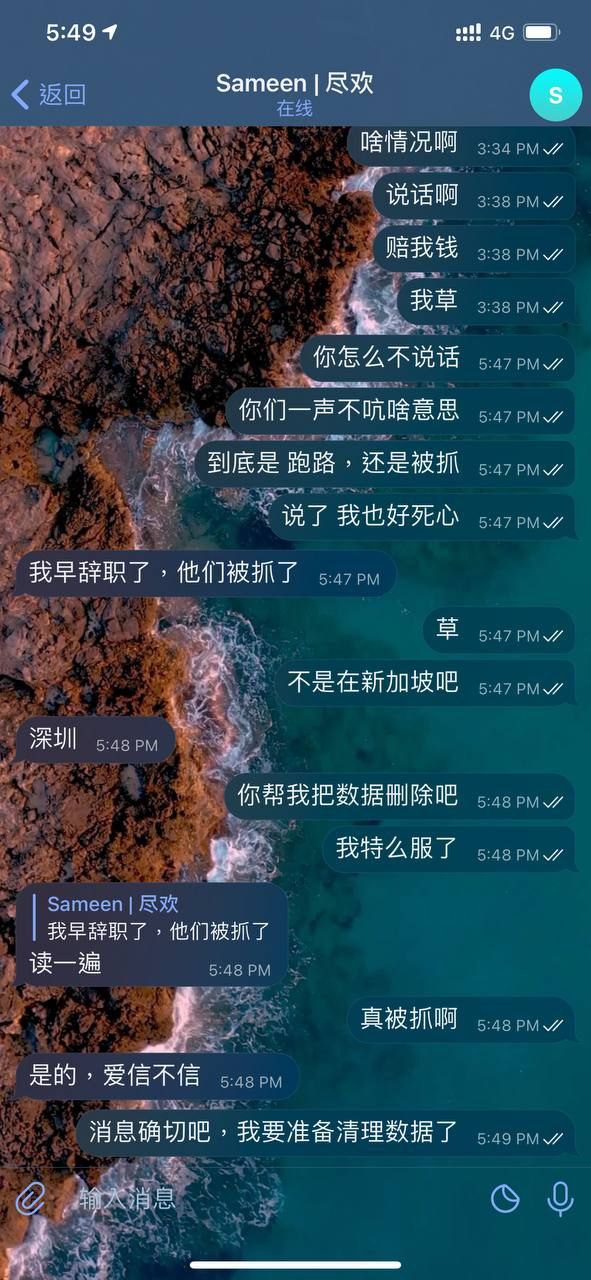 5:49
4G
返回
Sameen | 尽欢
在线
S
啥情况啊 3:34 PM
说话啊 3:38 PM
赔我钱 3:38 PM
我草 3:38 PM
你怎么不说话 5:47 PM
你们一声不吭啥意思 5:47 PM
到底是 跑路，还是被抓 5:47 PM
说了 我也好死心 5:47 PM
我早辞职了，他们被抓了 5:47 PM
草 5:47 PM
不是在新加坡吧 5:47 PM
深圳 5:48 PM
你帮我把数据删除吧 5:48 PM
我特么服了 5:48 PM
Sameen | 尽欢
我早辞职了，他们被抓了
读一遍 5:48 PM
真被抓啊 5:48 PM
是的，爱信不信 5:48 PM
消息确切吧，我要准备清理数据了 5:49 PM
输入消息